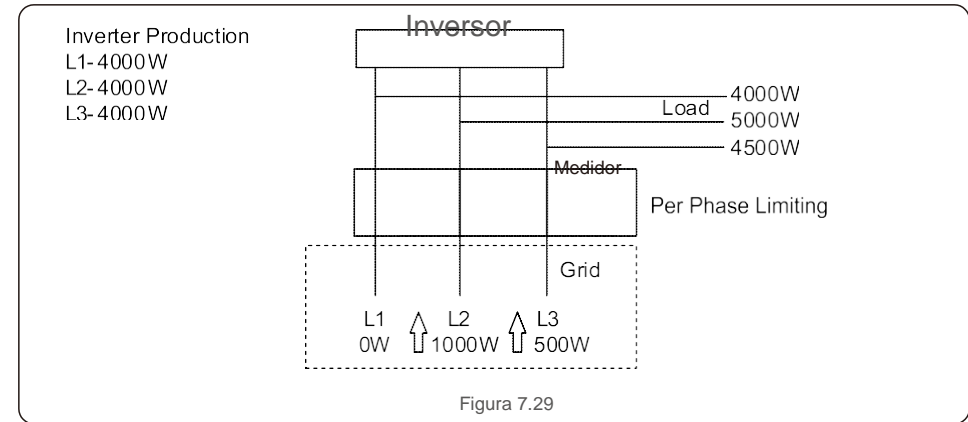 Inverter Production
L1-4000W
L2-4000W
L3-4000W
Inversor
4000W
Load
5000W
4500W
Medidor
Per Phase Limiting
Grid
L1 L2 L3
0W 1000W 500W
Figura 7.29